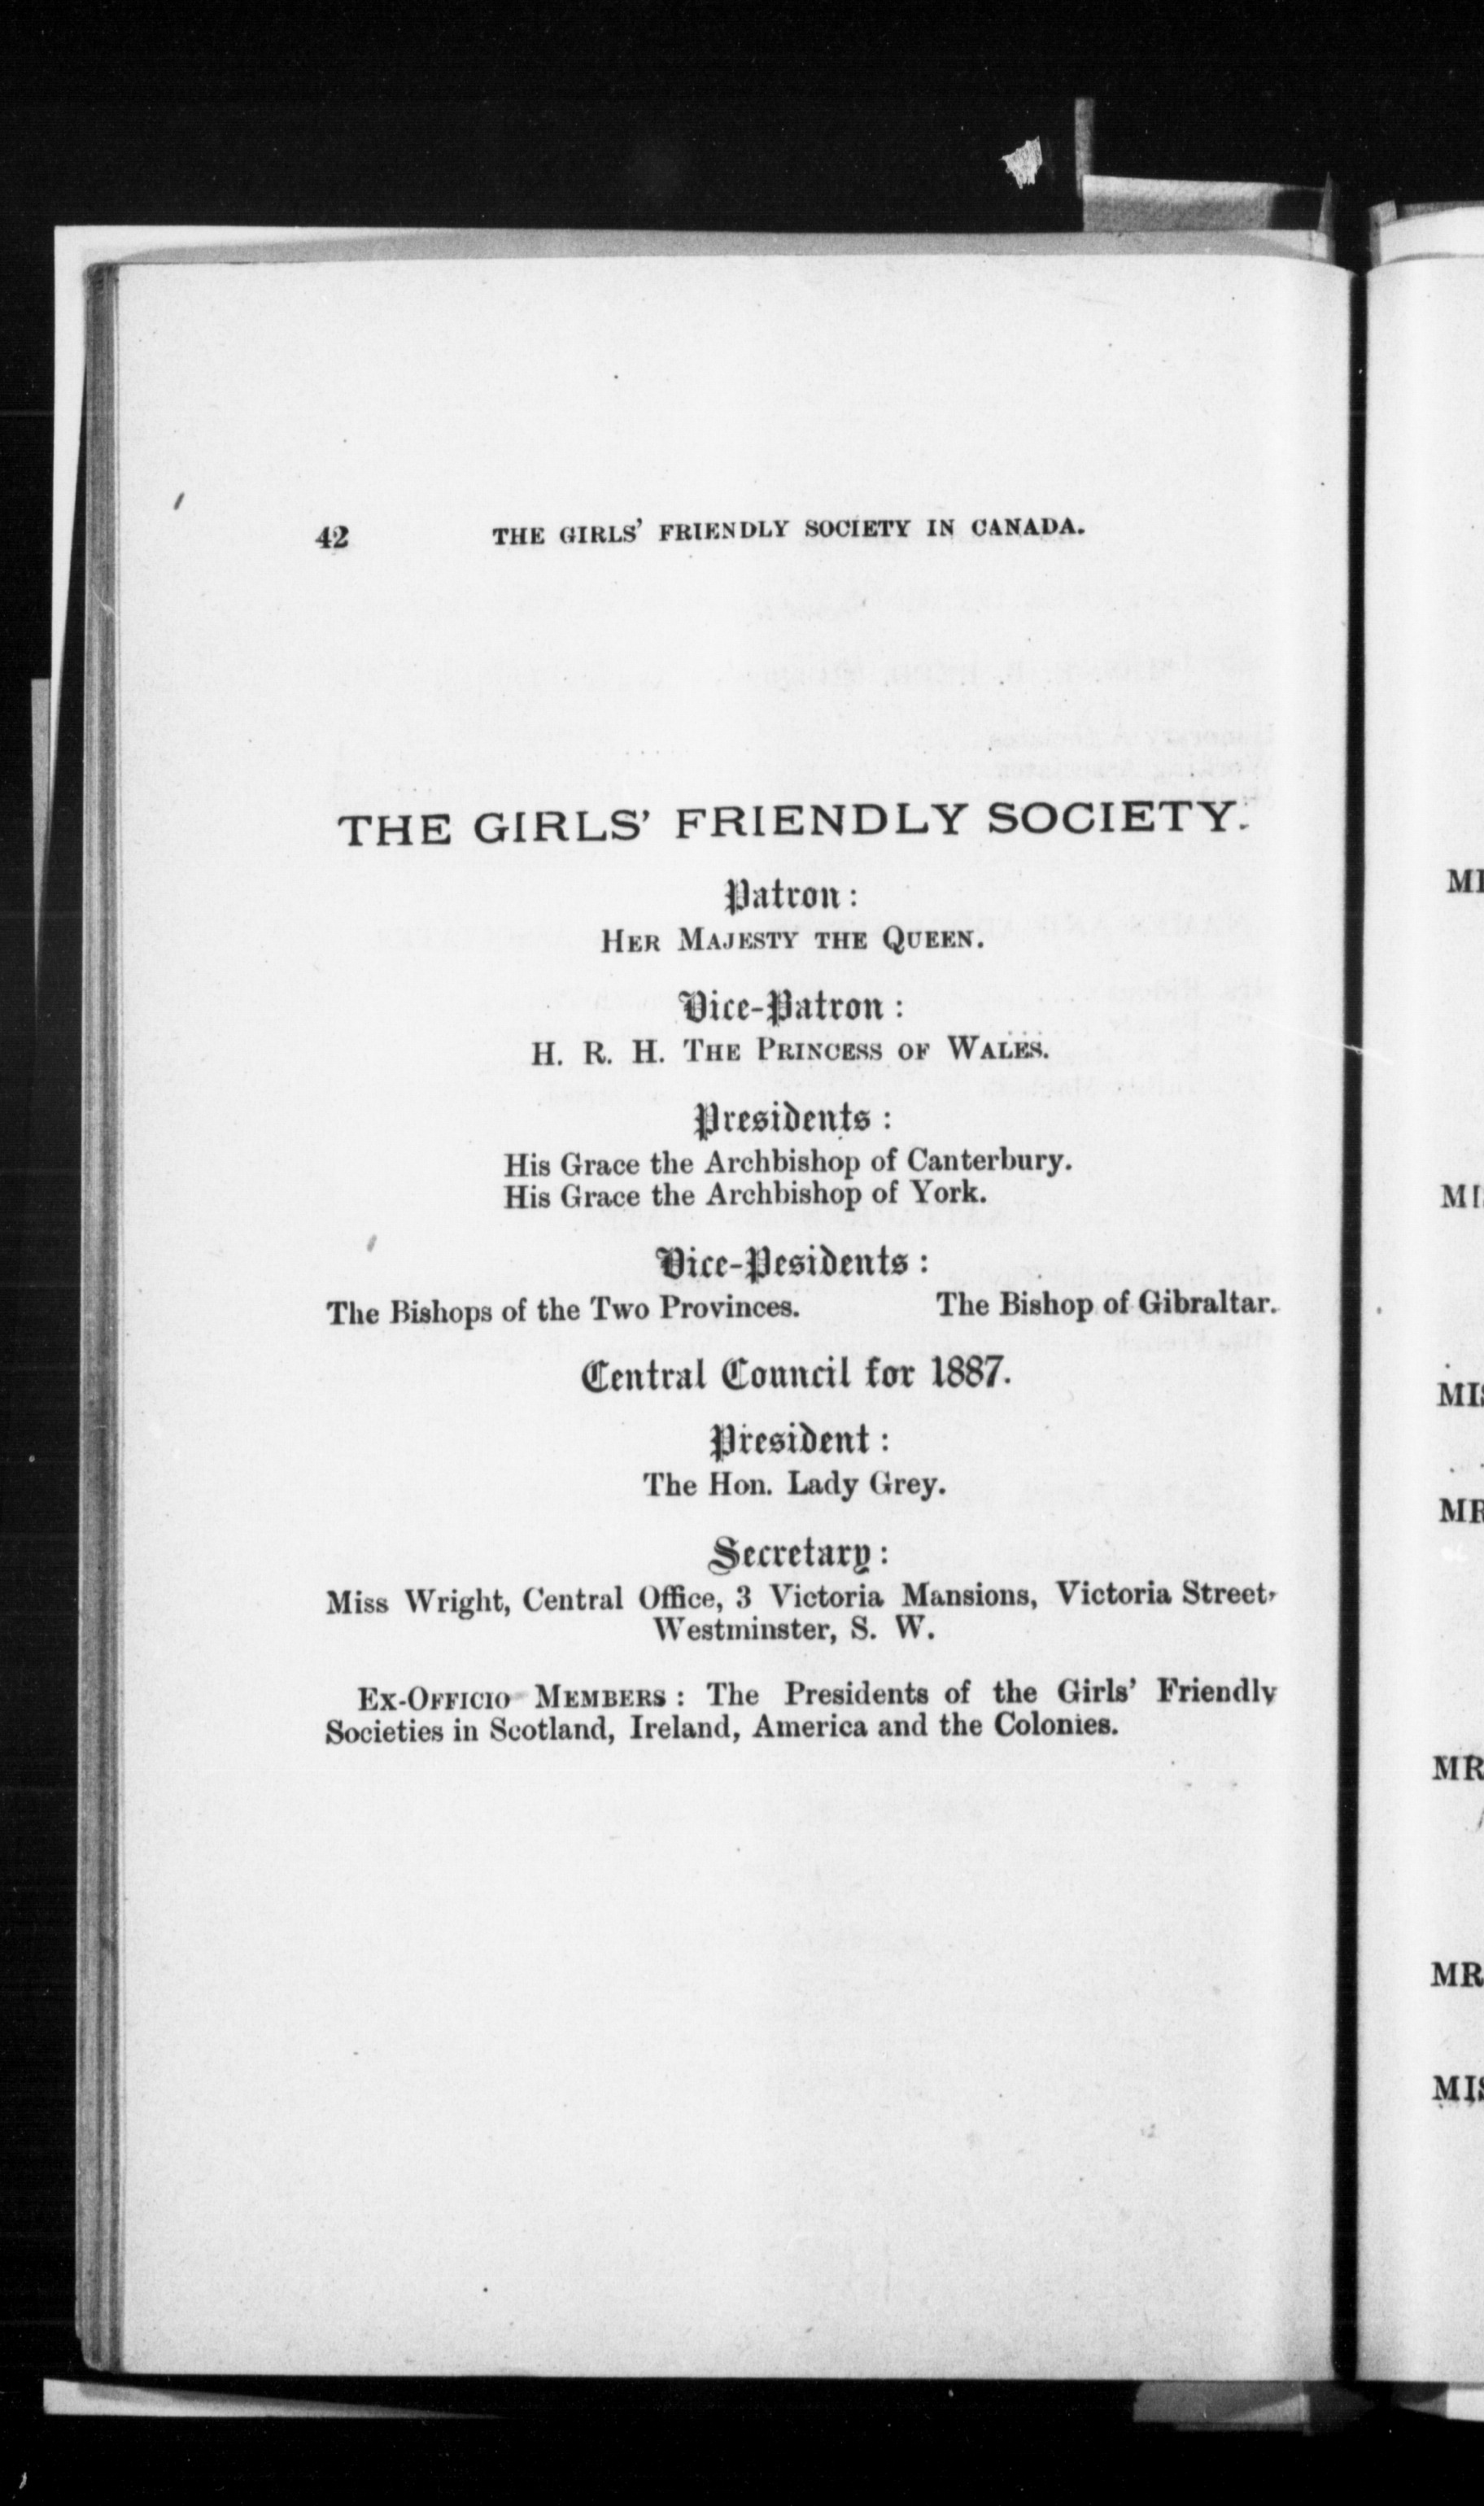 42 THE GIRLS' FRIENDLY SOCIETY IN CANADA.
THE GIRLS' FRIENDLY SOCIETY.
Patron:
HER MAJESTY THE QUEEN.
Vice-Patron:
H. R. H. THE PRINCESS OF WALES.
Presidents:
His Grace the Archbishop of Canterbury.
His Grace the Archbishop of York.
Vice-Pesidents:
The Bishops of the Two Provinces. The Bishop of Gibraltar.
Central Council for 1887.
President:
The Hon. Lady Grey.
Secretary:
Miss Wright, Central Office, 3 Victoria Mansions, Victoria Street,
Westminster, S. W.
EX-OFFICIO MEMBERS: The Presidents of the Girls' Friendly
Societies in Scotland, Ireland, America and the Colonies.